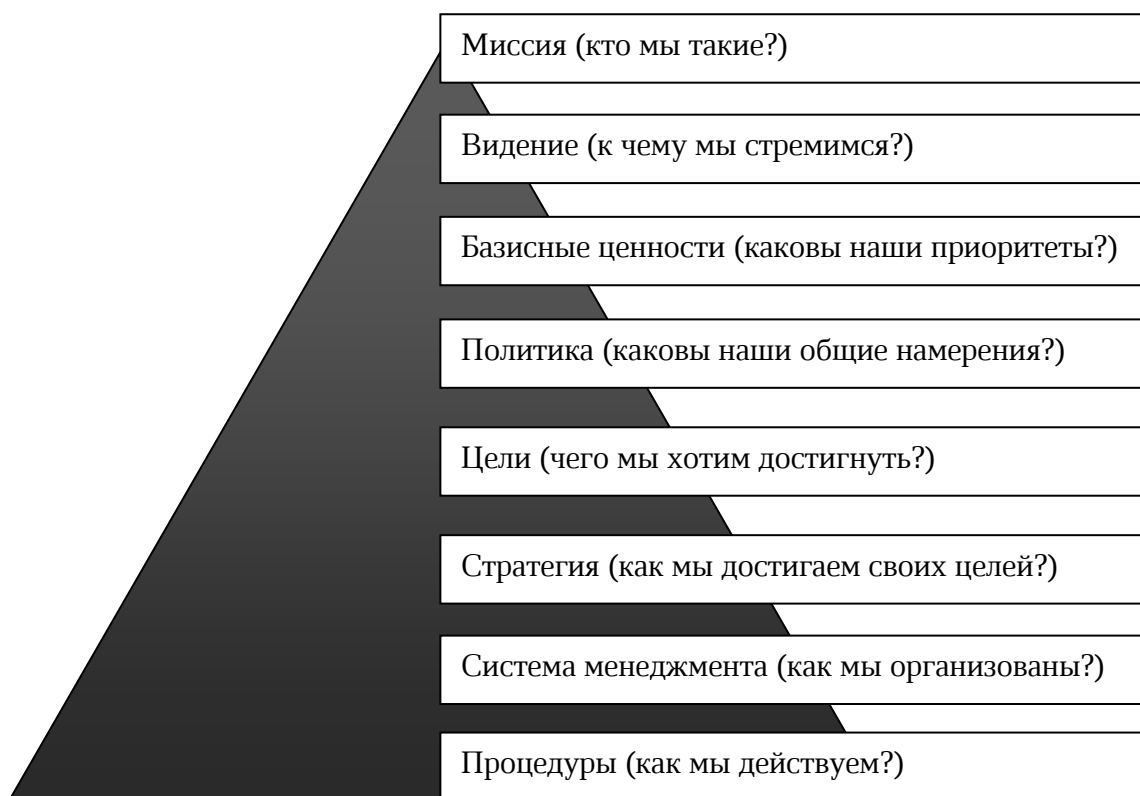 Миссия (кто мы такие?)
Видение (к чему мы стремимся?)
Базисные ценности (каковы наши приоритеты?)
Политика (каковы наши общие намерения?)
Цели (чего мы хотим достигнуть?)
Стратегия (как мы достигаем своих целей?)
Система менеджмента (как мы организованы?)
Процедуры (как мы действуем?)